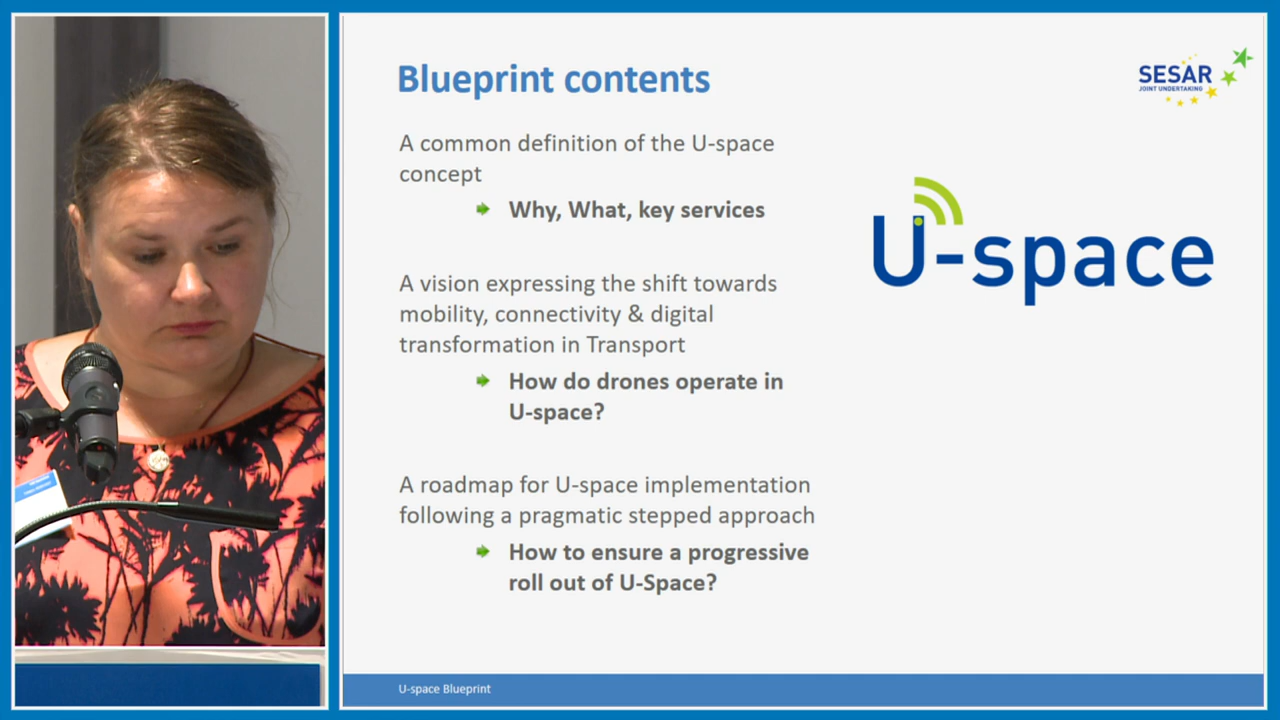 Blueprint contents
SESAR
JOINT UNDERTAKING
A common definition of the U-space
concept
Why, What, key services
U-space
A vision expressing the shift towards
mobility, connectivity & digital
transformation in Transport
How do drones operate in
U-space?
A roadmap for U-space implementation
following a pragmatic stepped approach
How to ensure a progressive
roll out of U-Space?
U-space Blueprint